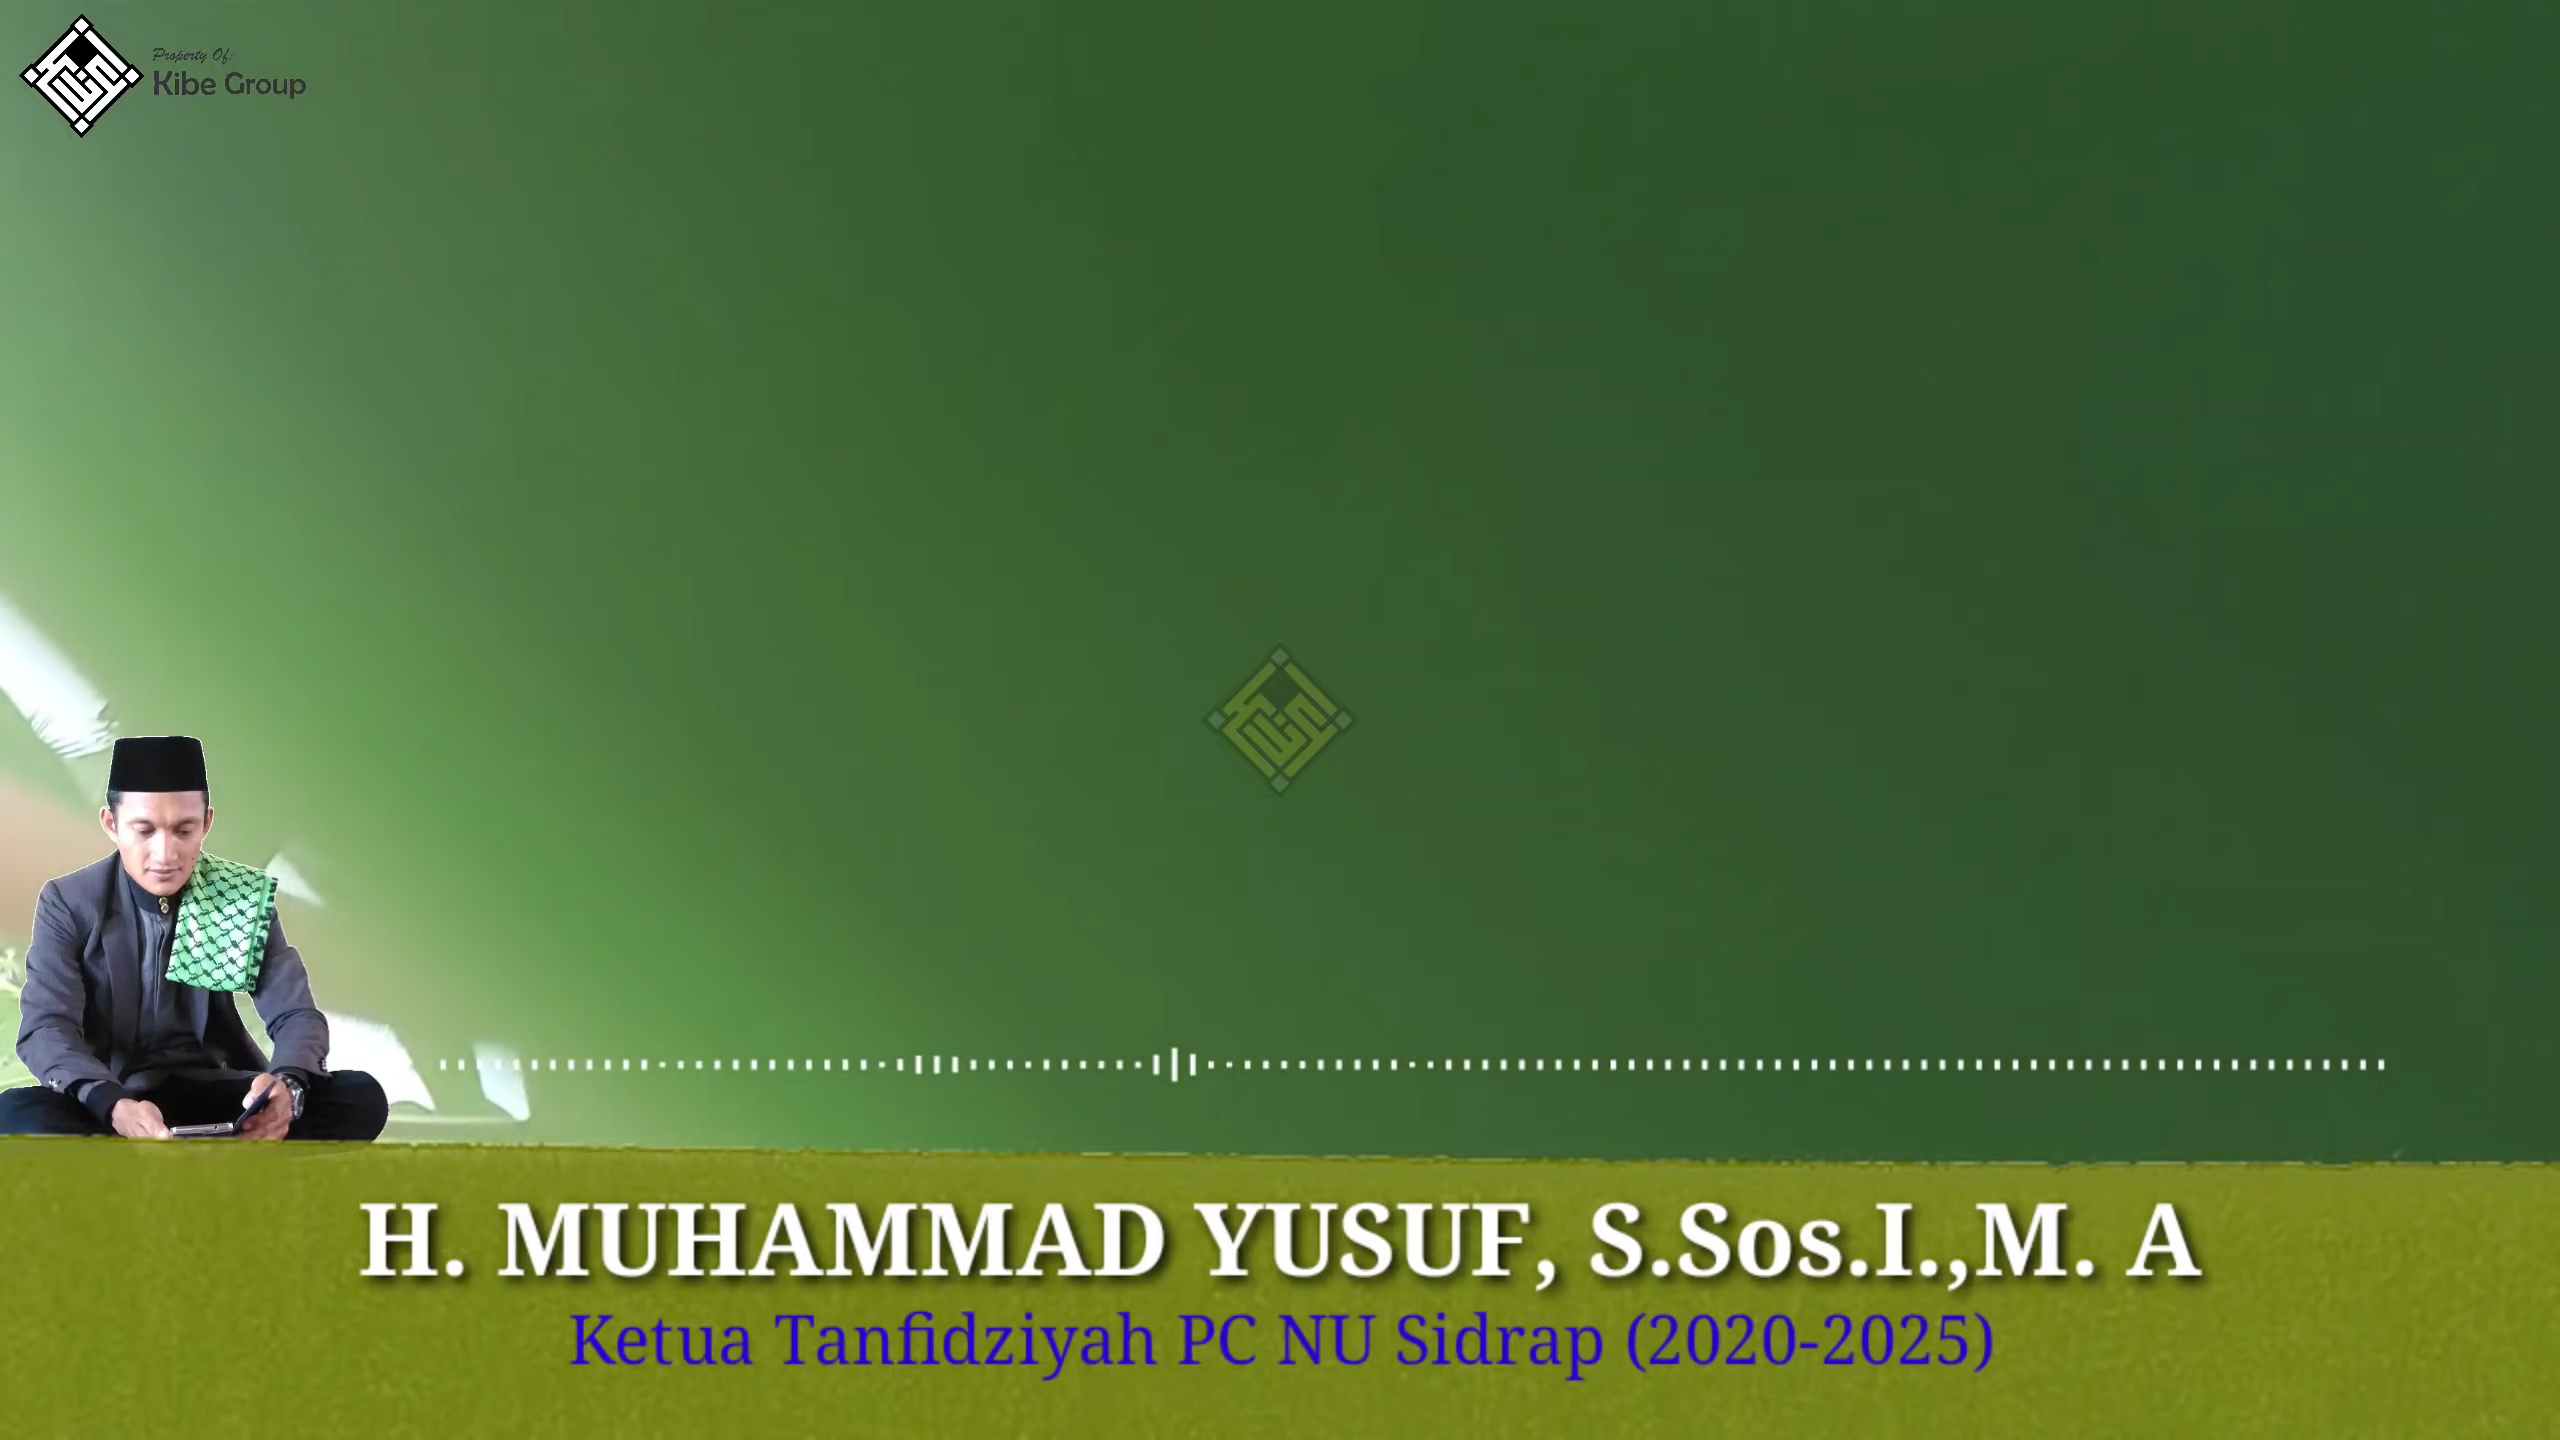 Property Of:
Kibe Group
H. MUHAMMAD YUSUF, S.Sos.I.,M. A
Ketua Tanfidziyah PC NU Sidrap (2020-2025)